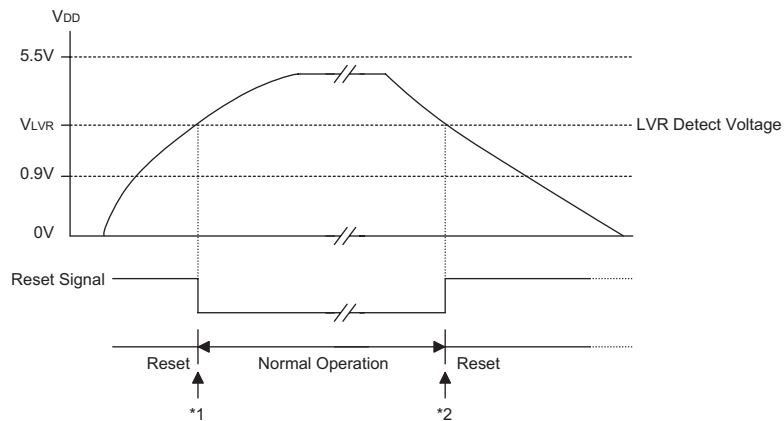 VDD
5.5V
VLVR
LVR Detect Voltage
0.9V
0V
Reset Signal
Reset
Normal Operation
Reset
*1
*2